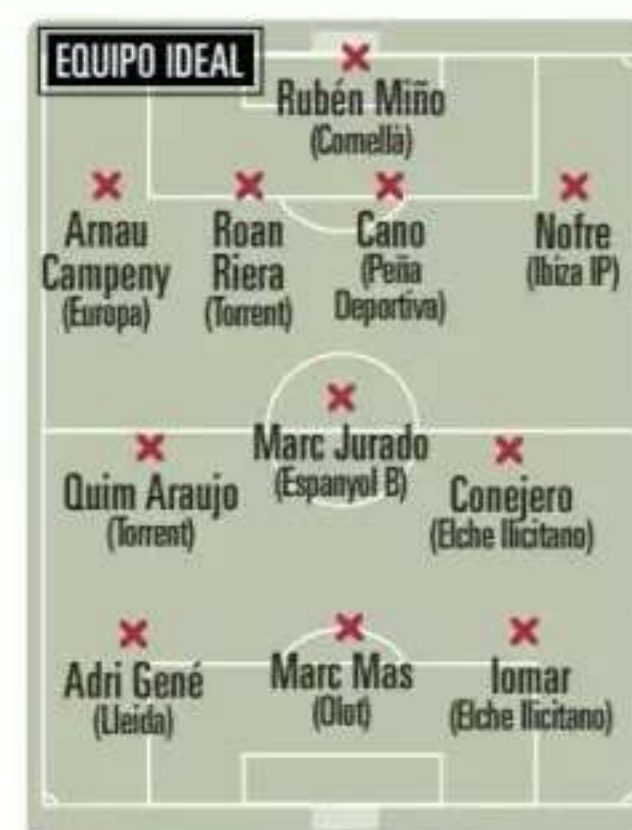 EQUIPO IDEAL
Rubén Miño
(Cornellà)
Arnau
Campeny
(Europa)
Roan
Riera
(Torrent)
Cano
(Peña
Deportiva)
Nofre
(Ibiza IP)
Marc Jurado
(Espanyol B)
Quim Araujo
(Torrent)
Conejero
(Elche Ilicitano)
Adri Gené
(Lleida)
Marc Mas
(Olot)
Iomar
(Elche Ilicitano)